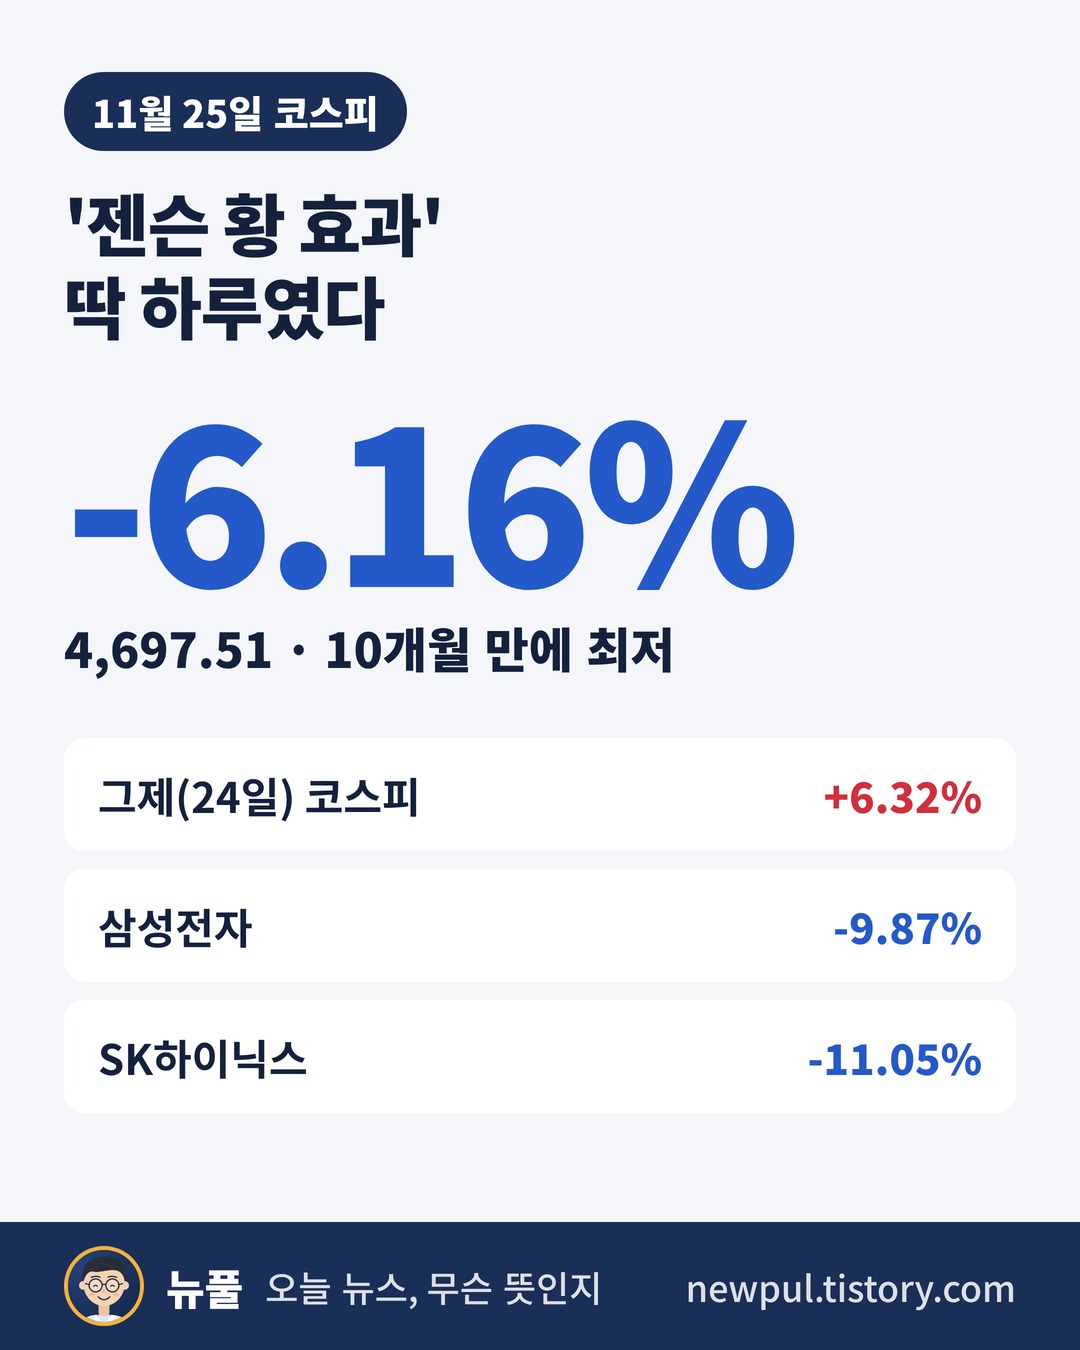 11월 25일 코스피
'젠슨 황 효과'
딱 하루였다
-6.16%
4,697.51 · 10개월 만에 최저
그제(24일) 코스피 +6.32%
삼성전자 -9.87%
SK하이닉스 -11.05%
뉴풀 오늘 뉴스, 무슨 뜻인지 newpul.tistory.com